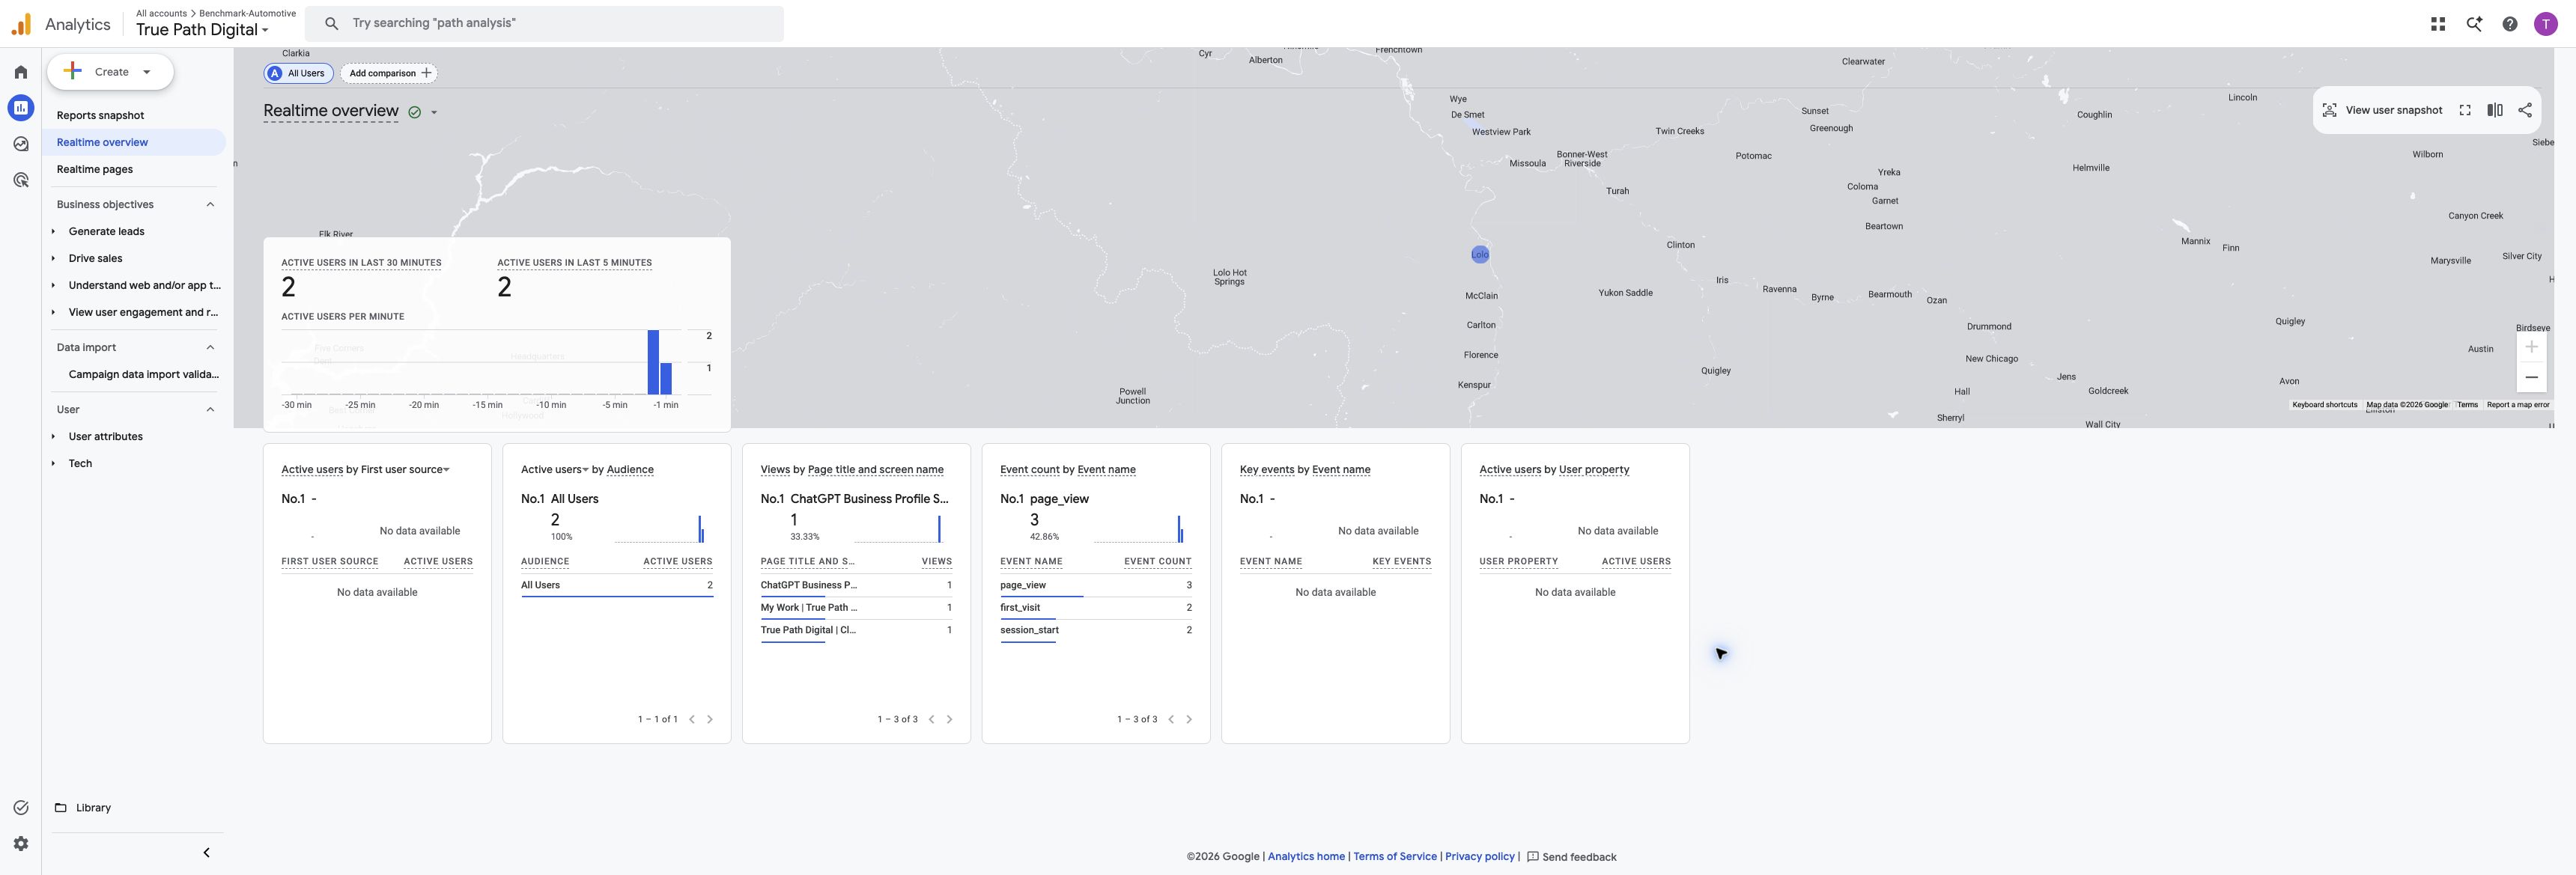 Analytics
All accounts > Benchmark-Automotive
True Path Digital
Try searching "path analysis"
T
Create
Reports snapshot
Realtime overview
Realtime pages
Business objectives
Generate leads
Drive sales
Understand web and/or app t...
View user engagement and r...
Data import
Campaign data import valida...
User
User attributes
Tech
Library
A All Users
Add comparison +
Realtime overview
View user snapshot
Clarkia
Cyr
Alberton
Frenchtown
Clearwater
Wye
De Smet
Westview Park
Missoula
Bonner-West
Riverside
Turah
Twin Creeks
Potomac
Sunset
Greenough
Coughlin
Lincoln
Wilborn
Siebe
Helmville
Yreka
Coloma
Garnet
Beartown
Canyon Creek
Elk River
Clinton
Mannix
Finn
Marysville
Silver City
Lolo
Lolo Hot
Springs
McClain
Yukon Saddle
Iris
Ravenna
Byrne
Bearmouth
Ozan
Carlton
Drummond
Quigley
Birdseye
Florence
New Chicago
Austin
Kenspur
Quigley
Jens
Avon
Powell
Junction
Hall
Goldcreek
Sherryl
Wall City
Elliston
Keyboard shortcuts
Map data ©2026 Google
Terms
Report a map error
ACTIVE USERS IN LAST 30 MINUTES
2
ACTIVE USERS IN LAST 5 MINUTES
2
ACTIVE USERS PER MINUTE
Five Corners
Headquarters
Hollywood
2
1
-30 min
-25 min
-20 min
-15 min
-10 min
-5 min
-1 min
Active users by First user source
No.1 -
-
No data available
FIRST USER SOURCE ACTIVE USERS
No data available
Active users by Audience
No.1 All Users
2
100%
AUDIENCE ACTIVE USERS
All Users 2
1 – 1 of 1
Views by Page title and screen name
No.1 ChatGPT Business Profile S...
1
33.33%
PAGE TITLE AND S... VIEWS
ChatGPT Business P... 1
My Work | True Path ... 1
True Path Digital | Cl... 1
1 – 3 of 3
Event count by Event name
No.1 page_view
3
42.86%
EVENT NAME EVENT COUNT
page_view 3
first_visit 2
session_start 2
1 – 3 of 3
Key events by Event name
No.1 -
-
No data available
EVENT NAME KEY EVENTS
No data available
Active users by User property
No.1 -
-
No data available
USER PROPERTY ACTIVE USERS
No data available
©2026 Google | Analytics home | Terms of Service | Privacy policy | Send feedback